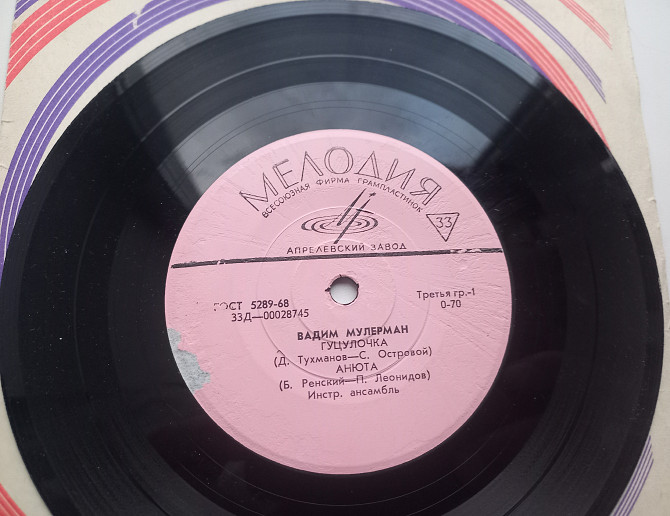 МЕЛОДИЯ
ВСЕСОЮЗНАЯ ФИРМА ГРАМПЛАСТИНОК
33
АПРЕЛЕВСКИЙ ЗАВОД
ГОСТ 5289-68
33Д—00028745
Третья гр.-1
0-70
ВАДИМ МУЛЕРМАН
ГУЦУЛОЧКА
(Д. Тухманов—С. Островой)
АНЮТА
(Б. Ренский—П. Леонидов)
Инстр. ансамбль